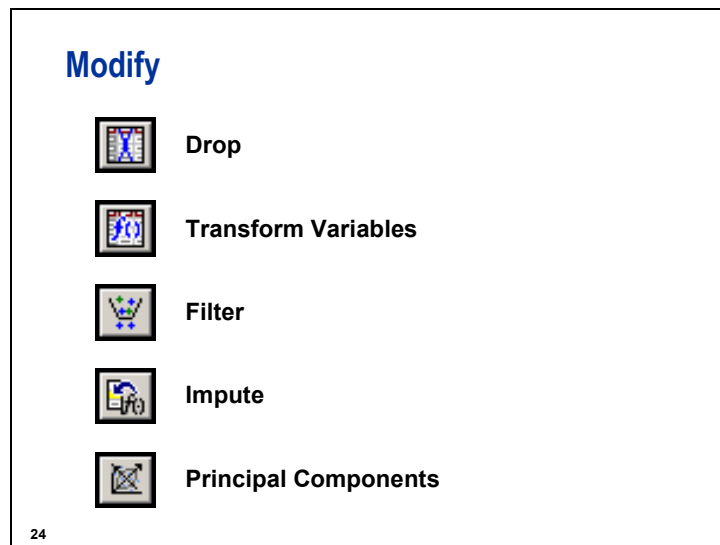 Modify
Drop
f()
Transform Variables
Filter
f()
Impute
Principal Components
24